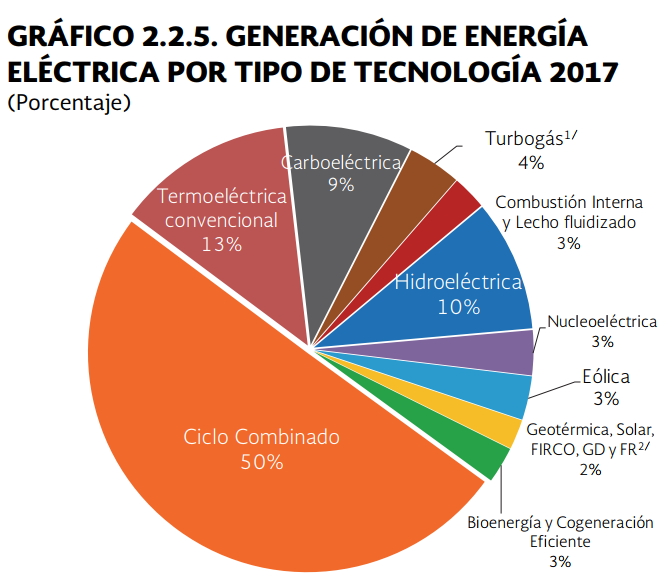 GRÁFICO 2.2.5. GENERACIÓN DE ENERGÍA
ELÉCTRICA POR TIPO DE TECNOLOGÍA 2017
(Porcentaje)
Carboeléctrica
9%
Turbogás1/
4%
Termoeléctrica
convencional
13%
Combustión Interna
y Lecho fluidizado
3%
Hidroeléctrica
10%
Nucleoeléctrica
3%
Eólica
3%
Ciclo Combinado
50%
Geotérmica, Solar,
FIRCO, GD y FR2/
2%
Bioenergía y Cogeneración
Eficiente
3%